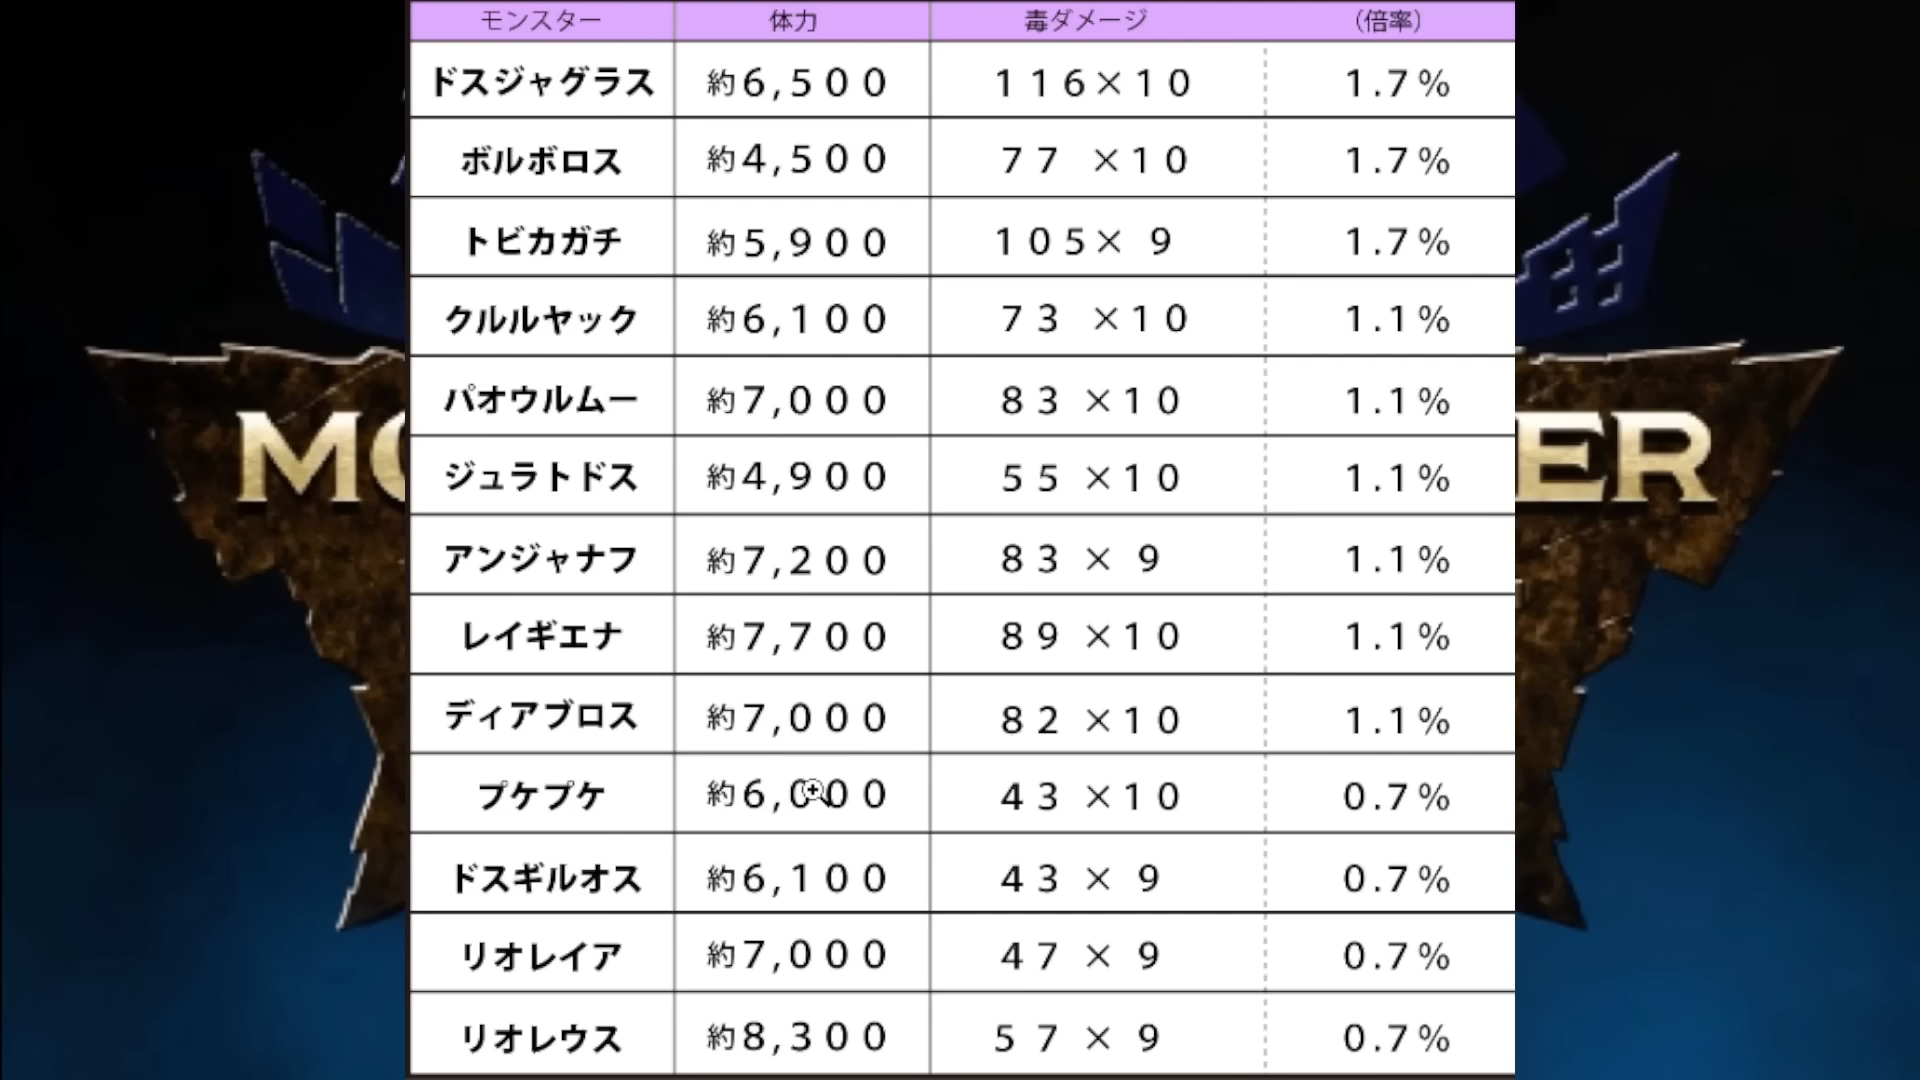 モンスター 体力 毒ダメージ （倍率）
ドスジャグラス 約6,500 116×10 1.7%
ボルボロス 約4,500 77 ×10 1.7%
トビカガチ 約5,900 105× 9 1.7%
クルルヤック 約6,100 73 ×10 1.1%
パオウルムー 約7,000 83 ×10 1.1%
ジュラトドス 約4,900 55 ×10 1.1%
アンジャナフ 約7,200 83 × 9 1.1%
MO ER
レイギエナ 約7,700 89 ×10 1.1%
ディアブロス 約7,000 82 ×10 1.1%
プケプケ 約6,000 43 ×10 0.7%
ドスギルオス 約6,100 43 × 9 0.7%
リオレイア 約7,000 47 × 9 0.7%
リオレウス 約8,300 57 × 9 0.7%